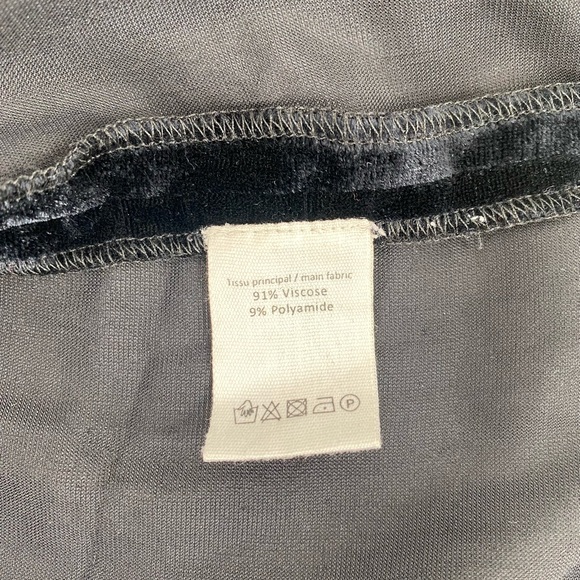 Tissu principal / main fabric
91% Viscose
9% Polyamide
P